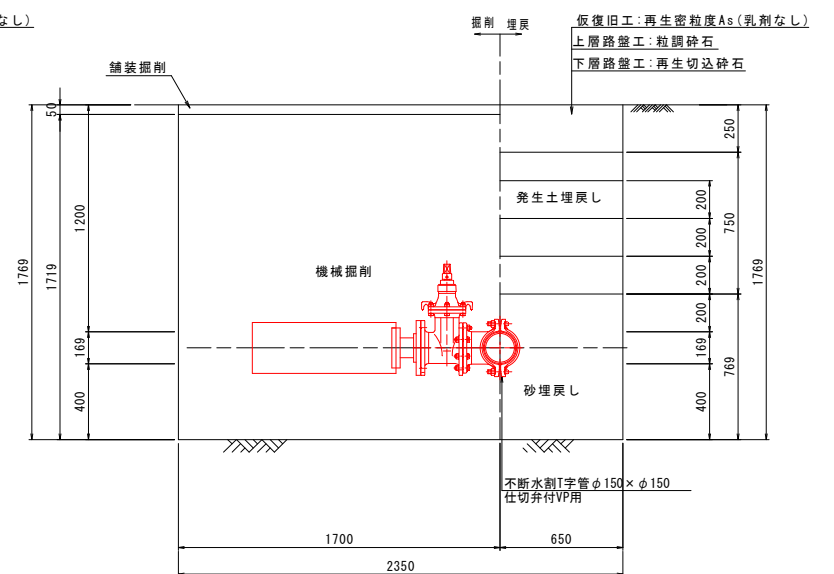 なし)
掘削 埋戻
仮復旧工:再生密粒度As(乳剤なし)
上層路盤工:粒調砕石
下層路盤工:再生切込砕石
舗装掘削
50
250
1200
発生土埋戻し
200
750
200
1769
1719
機械掘削
200
1769
200
169
169
769
400
砂埋戻し
400
不断水割T字管φ150×φ150
仕切弁付VP用
1700
650
2350